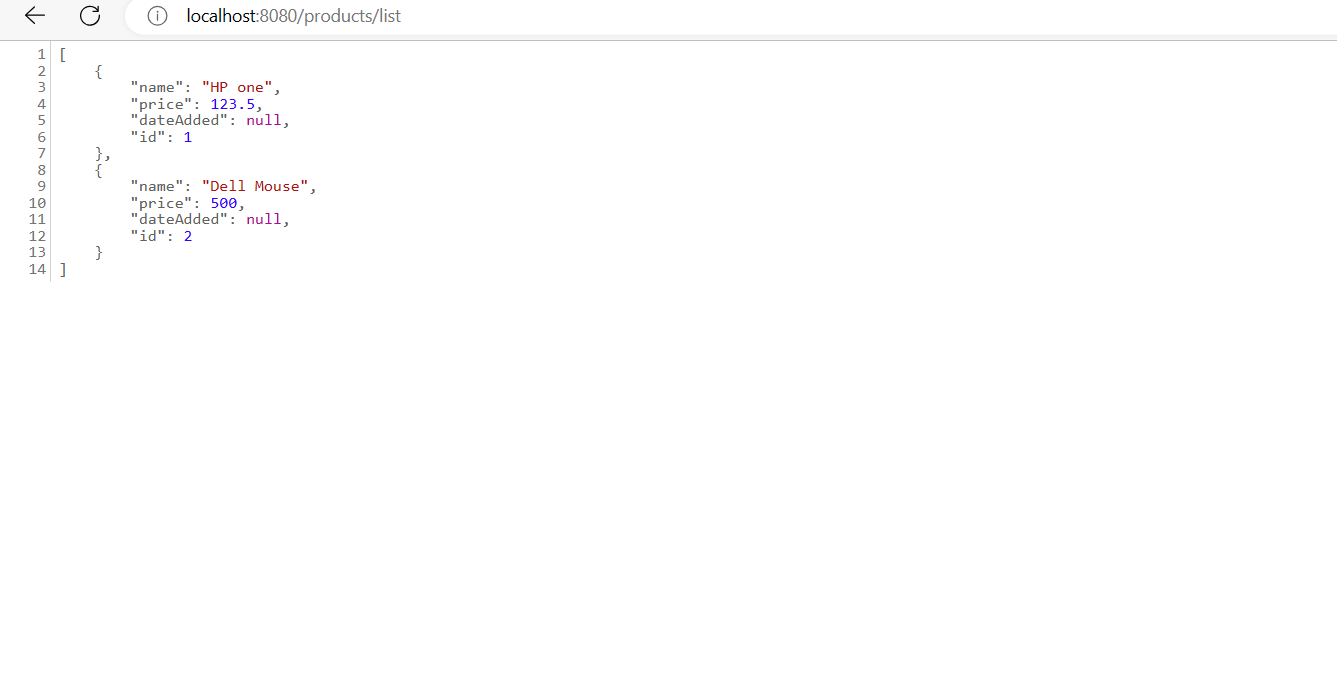 localhost:8080/products/list
1 [
2     {
3         "name": "HP one",
4         "price": 123.5,
5         "dateAdded": null,
6         "id": 1
7     },
8     {
9         "name": "Dell Mouse",
10         "price": 500,
11         "dateAdded": null,
12         "id": 2
13     }
14 ]